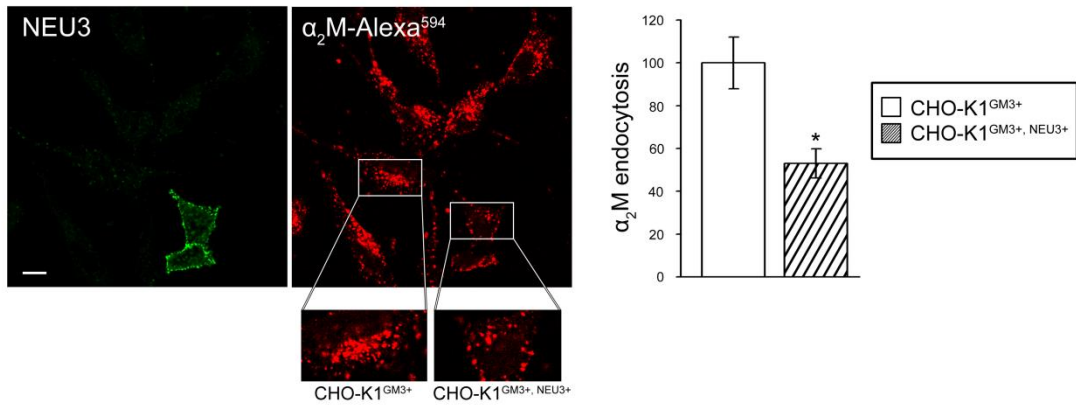 NEU3
α₂M-Alexa⁵⁹⁴
CHO-K1ᴳᴹ³⁺
CHO-K1ᴳᴹ³⁺, ᴺᴱᵁ³⁺
α₂M endocytosis
120
100
80
60
40
20
0
*
CHO-K1ᴳᴹ³⁺
CHO-K1ᴳᴹ³⁺, ᴺᴱᵁ³⁺